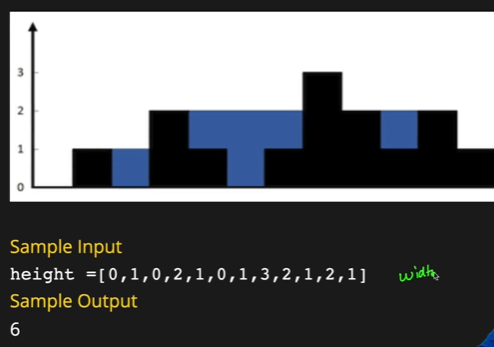 3
2
1
0
Sample Input
height =[0,1,0,2,1,0,1,3,2,1,2,1] width
Sample Output
6